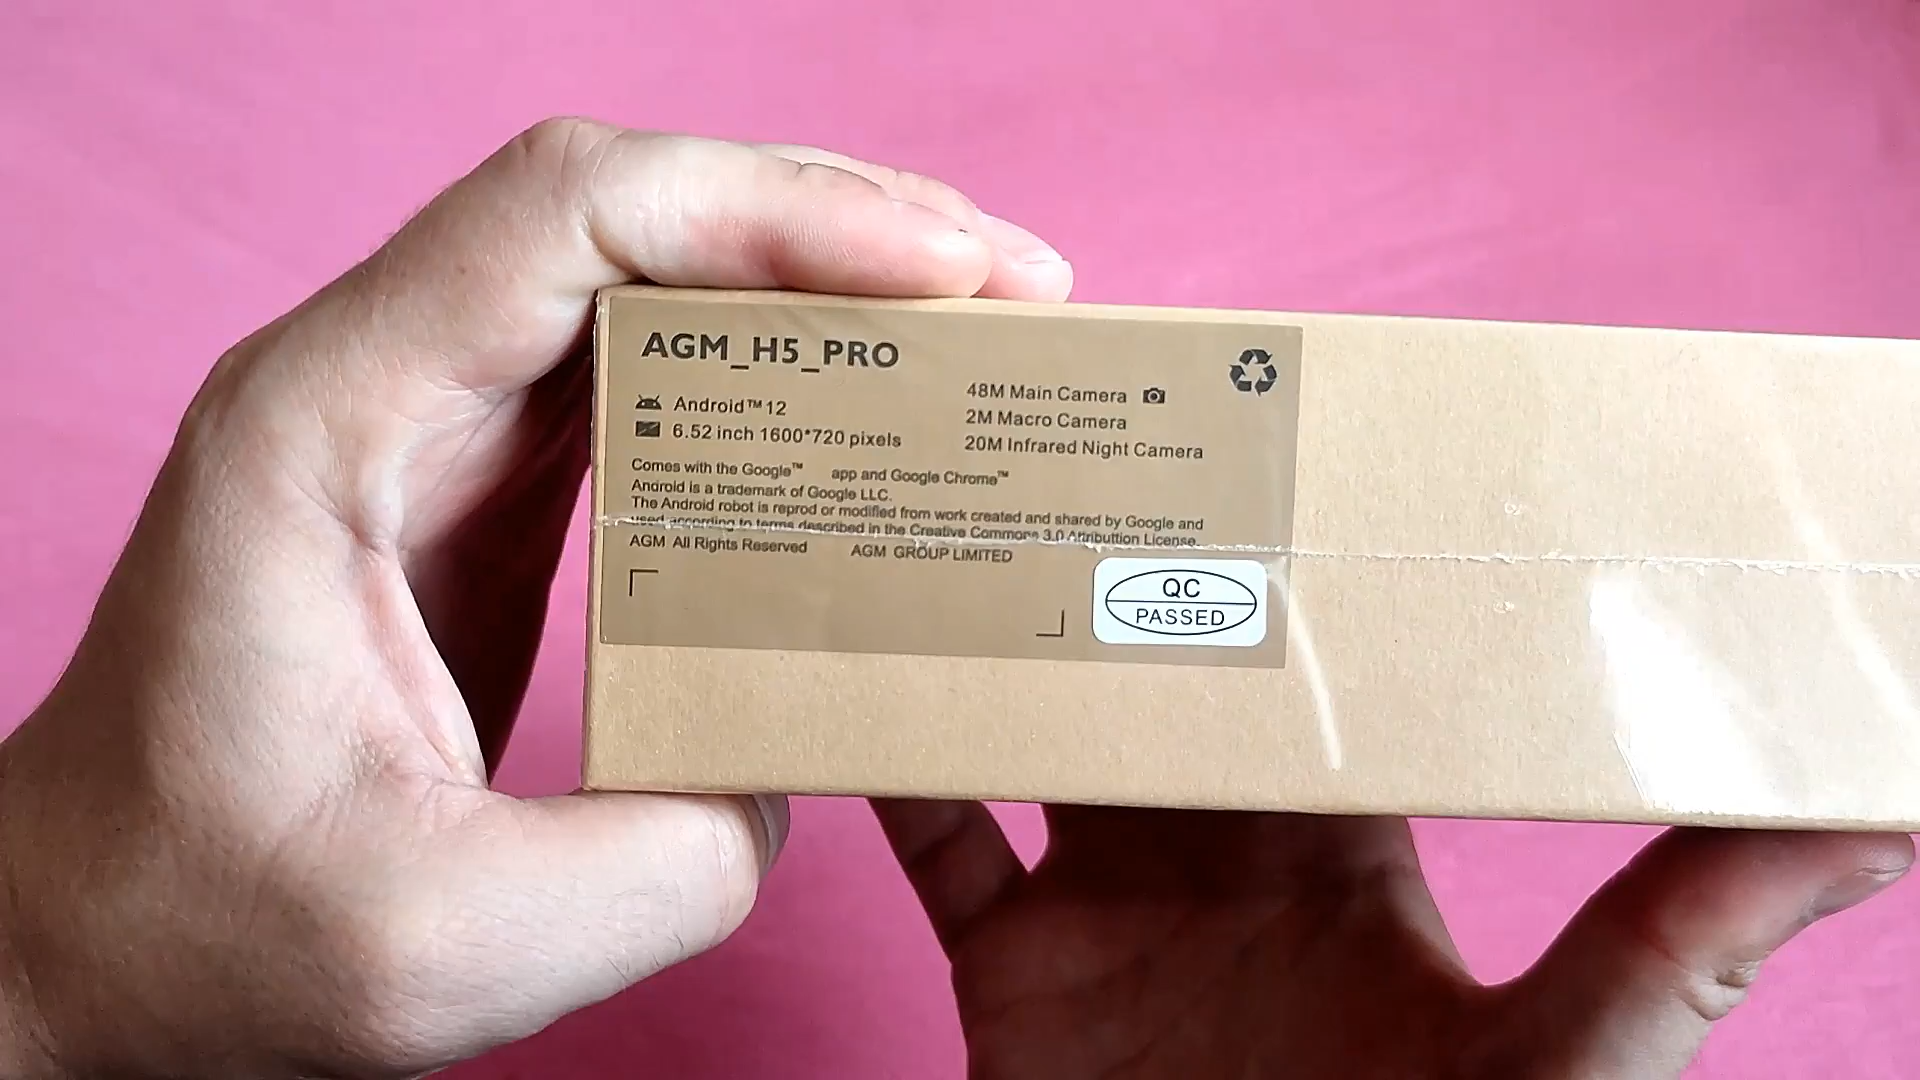 AGM_H5_PRO
Android™ 12
6.52 inch 1600*720 pixels
48M Main Camera
2M Macro Camera
20M Infrared Night Camera
Comes with the Google™ app and Google Chrome™
Android is a trademark of Google LLC.
The Android robot is reprod or modified from work created and shared by Google and
used according to terms described in the Creative Commons 3.0 Attributtion License.
AGM All Rights Reserved AGM GROUP LIMITED
QC
PASSED